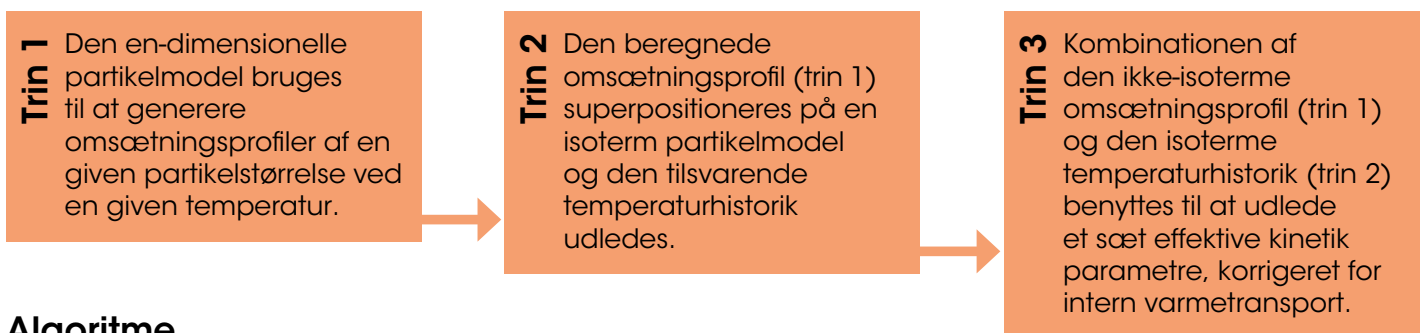 Trin 1
Den en-dimensionelle
partikelmodel bruges
til at generere
omsætningsprofiler af en
given partikelstørrelse ved
en given temperatur.
Trin 2
Den beregnede
omsætningsprofil (trin 1)
superpositioneres på en
isoterm partikelmodel
og den tilsvarende
temperaturhistorik
udledes.
Trin 3
Kombinationen af
den ikke-isoterme
omsætningsprofil (trin 1)
og den isoterme
temperaturhistorik (trin 2)
benyttes til at udlede
et sæt effektive kinetik
parametre, korrigeret for
intern varmetransport.
Algoritme